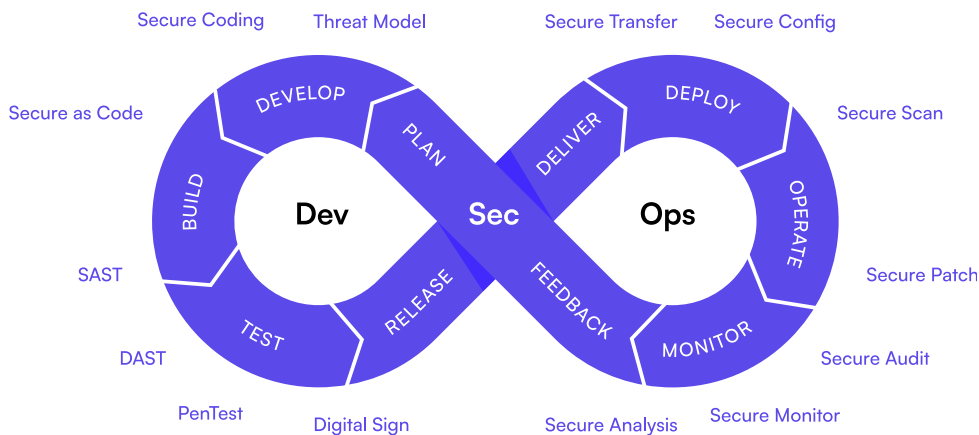 Secure Coding
Threat Model
Secure Transfer
Secure Config
DEVELOP
DEPLOY
Secure as Code
Secure Scan
PLAN
DELIVER
BUILD
Dev
Sec
Ops
OPERATE
SAST
Secure Patch
RELEASE
FEEDBACK
TEST
MONITOR
DAST
Secure Audit
PenTest
Digital Sign
Secure Analysis
Secure Monitor